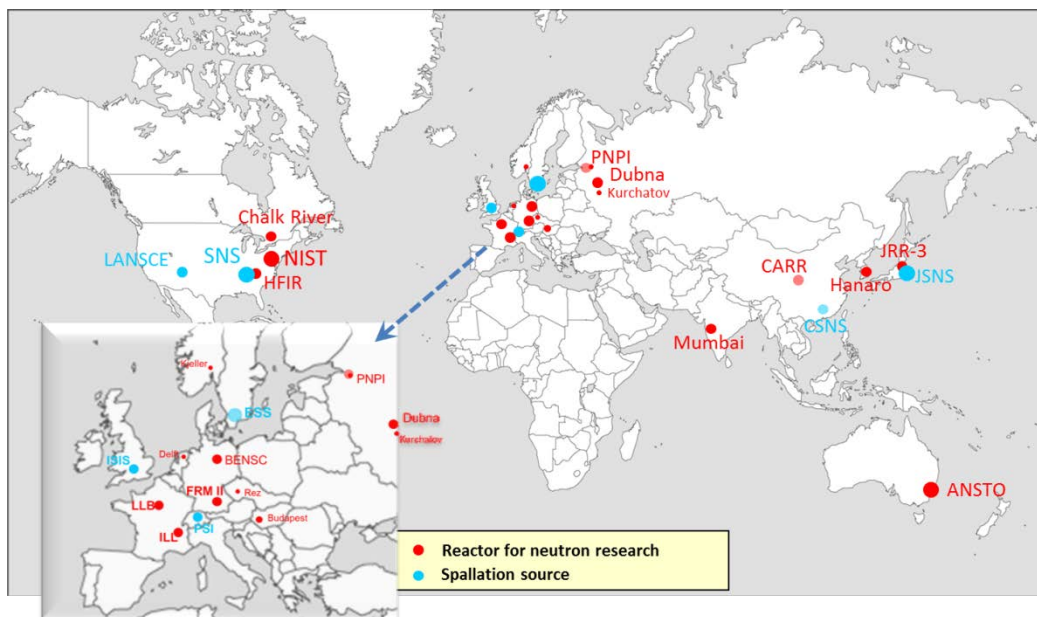 PNPI
Dubna
Kurchatov
Chalk River
LANSCE
SNS
NIST
HFIR
JRR-3
CARR
Hanaro
JSNS
CSNS
Mumbai
ANSTO
Kjeller
PNPI
ESS
Dubna
Kurchatov
ISIS
Delft
BENSC
FRM II
Rez
LLB
PSI
Budapest
ILL
Reactor for neutron research
Spallation source